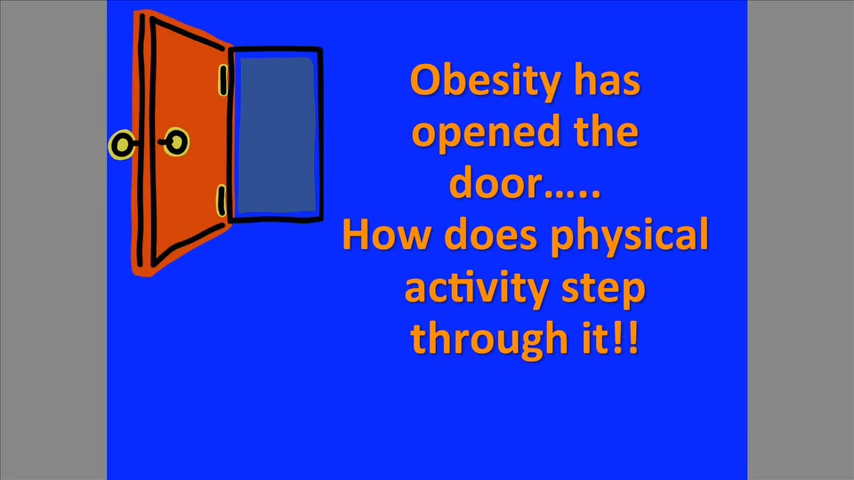 Obesity has
opened the
door.....
How does physical
activity step
through it!!